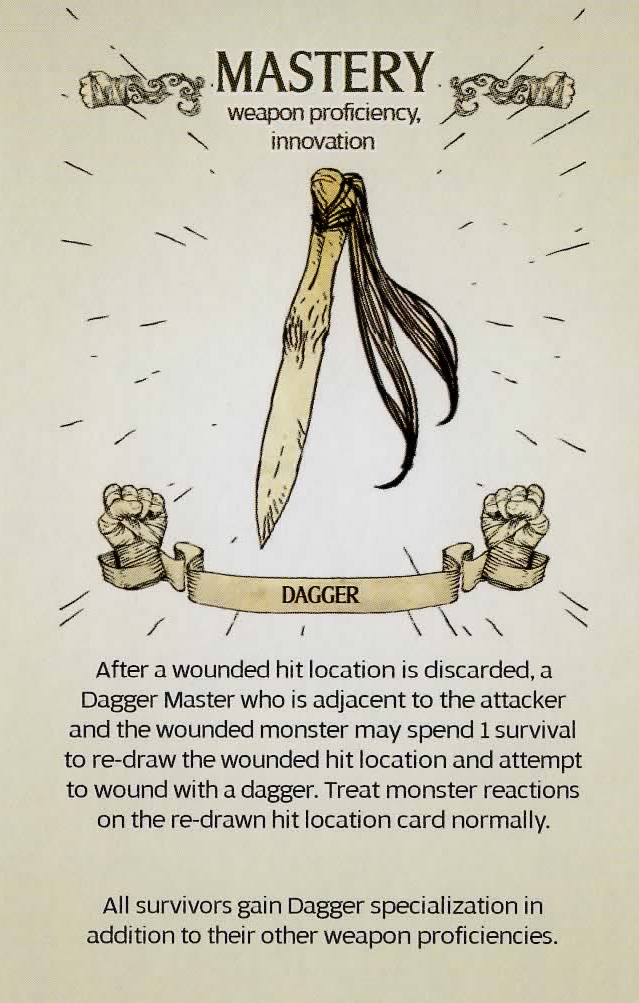 MASTERY
weapon proficiency,
innovation
DAGGER
After a wounded hit location is discarded, a
Dagger Master who is adjacent to the attacker
and the wounded monster may spend 1 survival
to re-draw the wounded hit location and attempt
to wound with a dagger. Treat monster reactions
on the re-drawn hit location card normally.
All survivors gain Dagger specialization in
addition to their other weapon proficiencies.